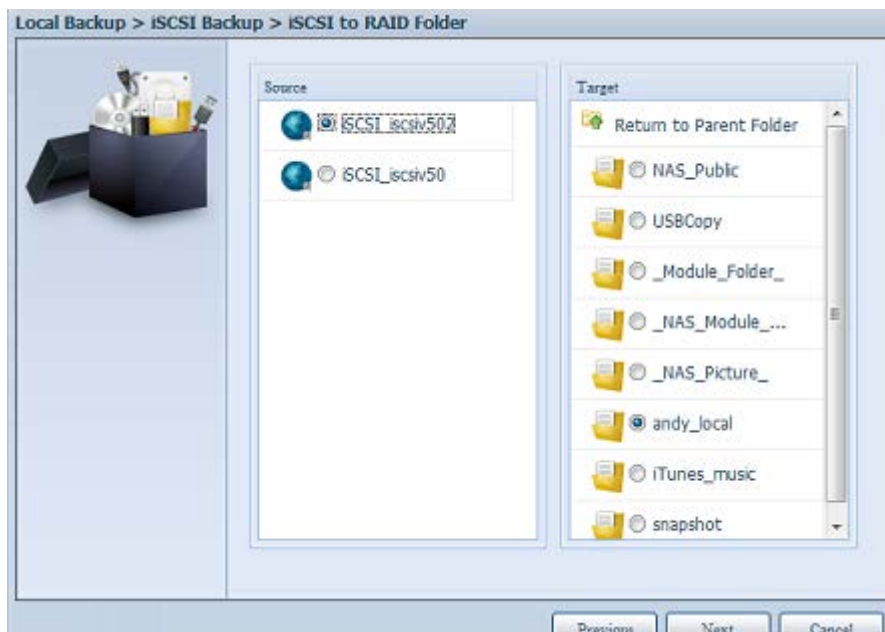 Local Backup > iSCSI Backup > iSCSI to RAID Folder
Source
iSCSI_iscsiv502
iSCSI_iscsiv50
Target
Return to Parent Folder
NAS_Public
USBCopy
_Module_Folder_
_NAS_Module_...
_NAS_Picture_
andy_local
iTunes_music
snapshot
Previous
Next
Cancel